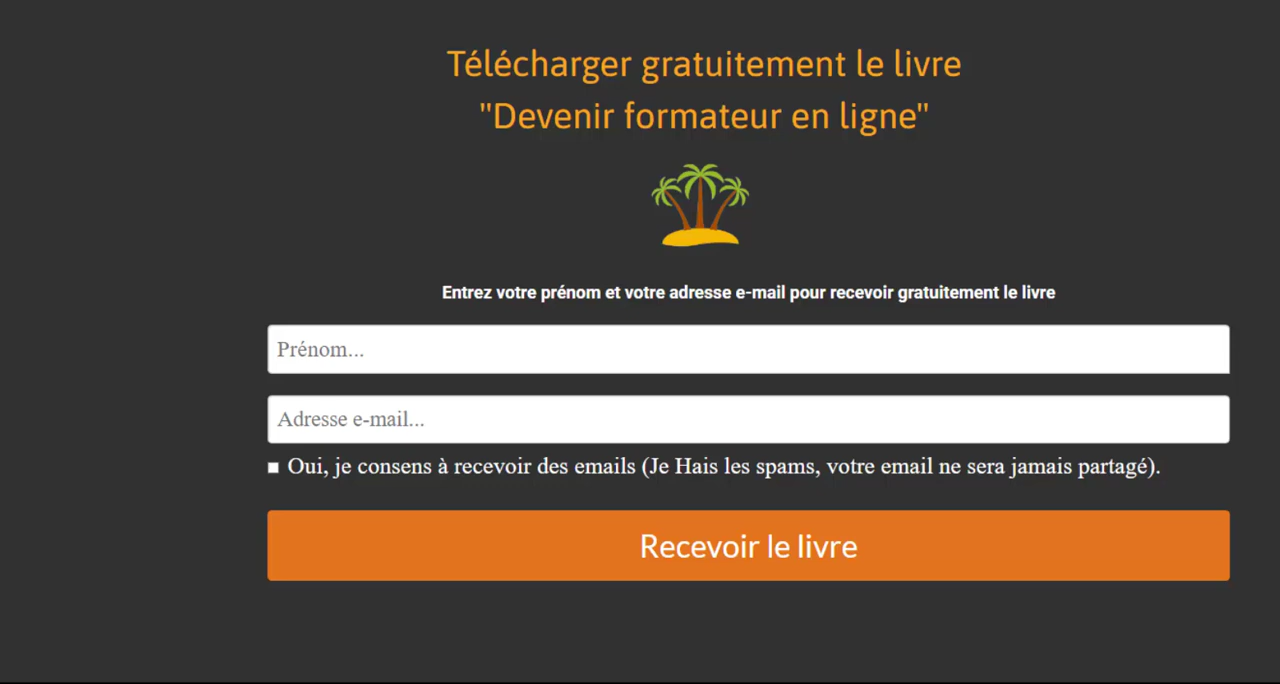 Télécharger gratuitement le livre
"Devenir formateur en ligne"
Entrez votre prénom et votre adresse e-mail pour recevoir gratuitement le livre
Prénom...
Adresse e-mail...
Oui, je consens à recevoir des emails (Je Hais les spams, votre email ne sera jamais partagé).
Recevoir le livre